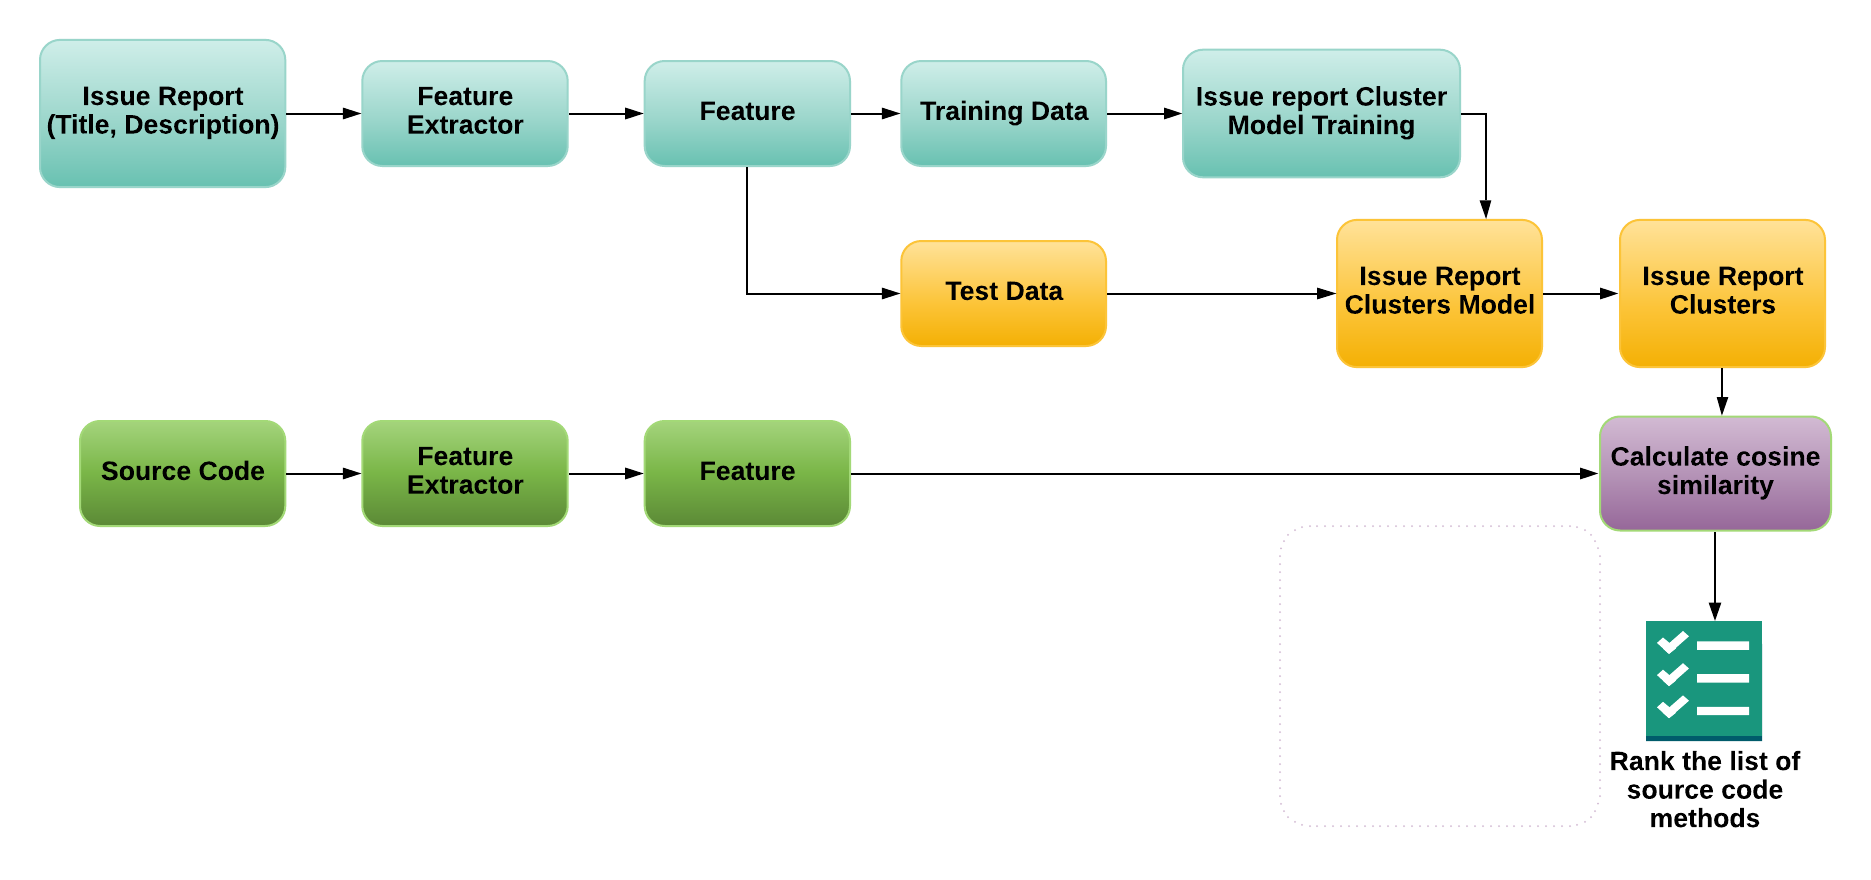 Issue Report
(Title, Description)
Feature
Extractor
Feature
Training Data
Issue report Cluster
Model Training
Test Data
Issue Report
Clusters Model
Issue Report
Clusters
Source Code
Feature
Extractor
Feature
Calculate cosine
similarity
Rank the list of
source code
methods